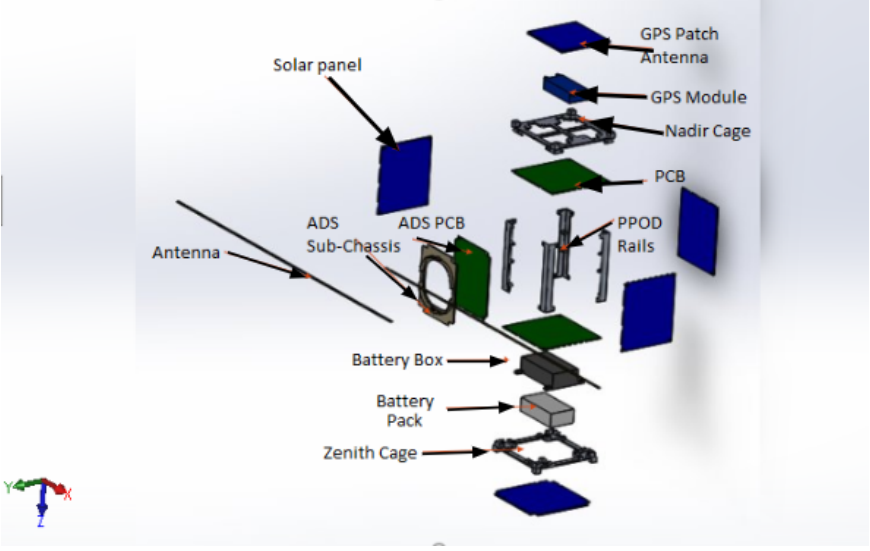 GPS Patch
Antenna
Solar panel
GPS Module
Nadir Cage
PCB
ADS
Sub-Chassis
ADS PCB
PPOD
Rails
Antenna
Battery Box
Battery
Pack
Zenith Cage
Y
X
Z